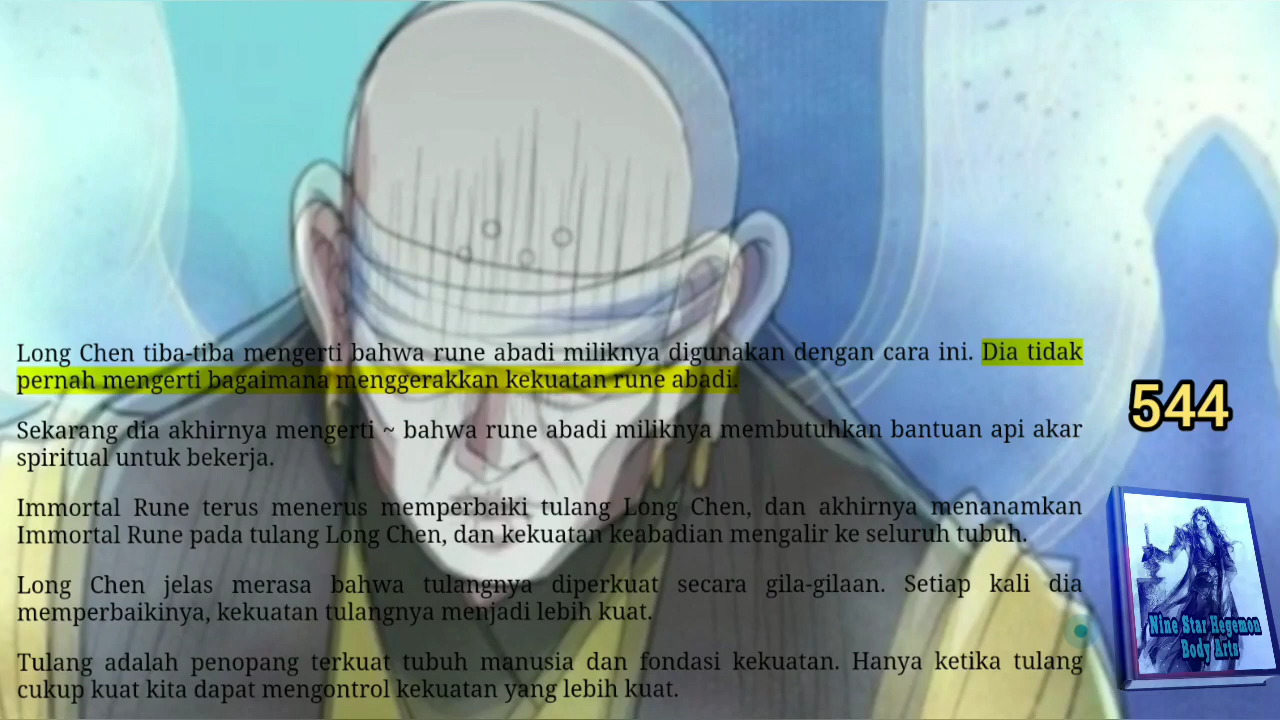 Long Chen tiba-tiba mengerti bahwa rune abadi miliknya digunakan dengan cara ini. Dia tidak
pernah mengerti bagaimana menggerakkan kekuatan rune abadi.
Sekarang dia akhirnya mengerti ~ bahwa rune abadi miliknya membutuhkan bantuan api akar
spiritual untuk bekerja.
Immortal Rune terus menerus memperbaiki tulang Long Chen, dan akhirnya menanamkan
Immortal Rune pada tulang Long Chen, dan kekuatan keabadian mengalir ke seluruh tubuh.
Long Chen jelas merasa bahwa tulangnya diperkuat secara gila-gilaan. Setiap kali dia
memperbaikinya, kekuatan tulangnya menjadi lebih kuat.
Tulang adalah penopang terkuat tubuh manusia dan fondasi kekuatan. Hanya ketika tulang
cukup kuat kita dapat mengontrol kekuatan yang lebih kuat.
544
Nine Star Hegemon
Body Arts